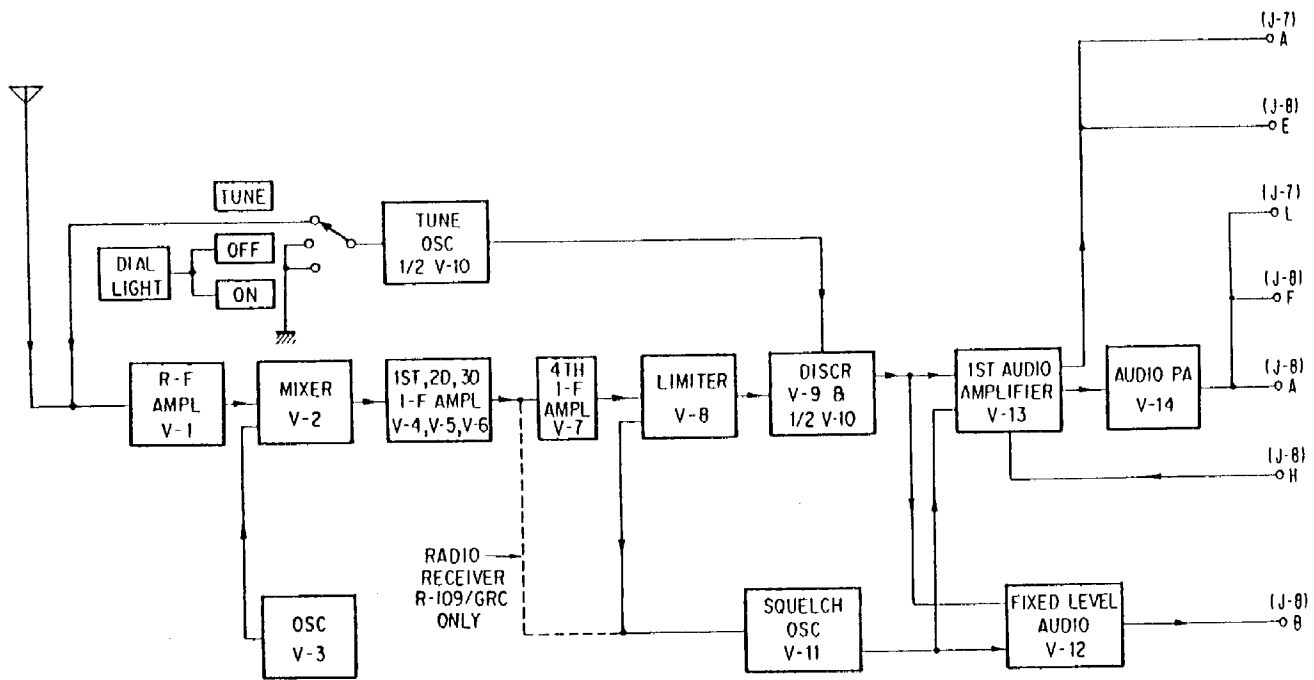 (J-7)
A
(J-8)
E
(J-7)
L
(J-8)
F
(J-8)
A
(J-8)
H
(J-8)
B
TUNE
OFF
ON
DIAL
LIGHT
TUNE
OSC
1/2 V-10
R-F
AMPL
V-1
MIXER
V-2
1ST, 2D, 3D
I-F AMPL
V-4, V-5, V-6
4TH
I-F
AMPL
V-7
LIMITER
V-8
DISCR
V-9 &
1/2 V-10
1ST AUDIO
AMPLIFIER
V-13
AUDIO PA
V-14
OSC
V-3
RADIO
RECEIVER
R-109/GRC
ONLY
SQUELCH
OSC
V-11
FIXED LEVEL
AUDIO
V-12